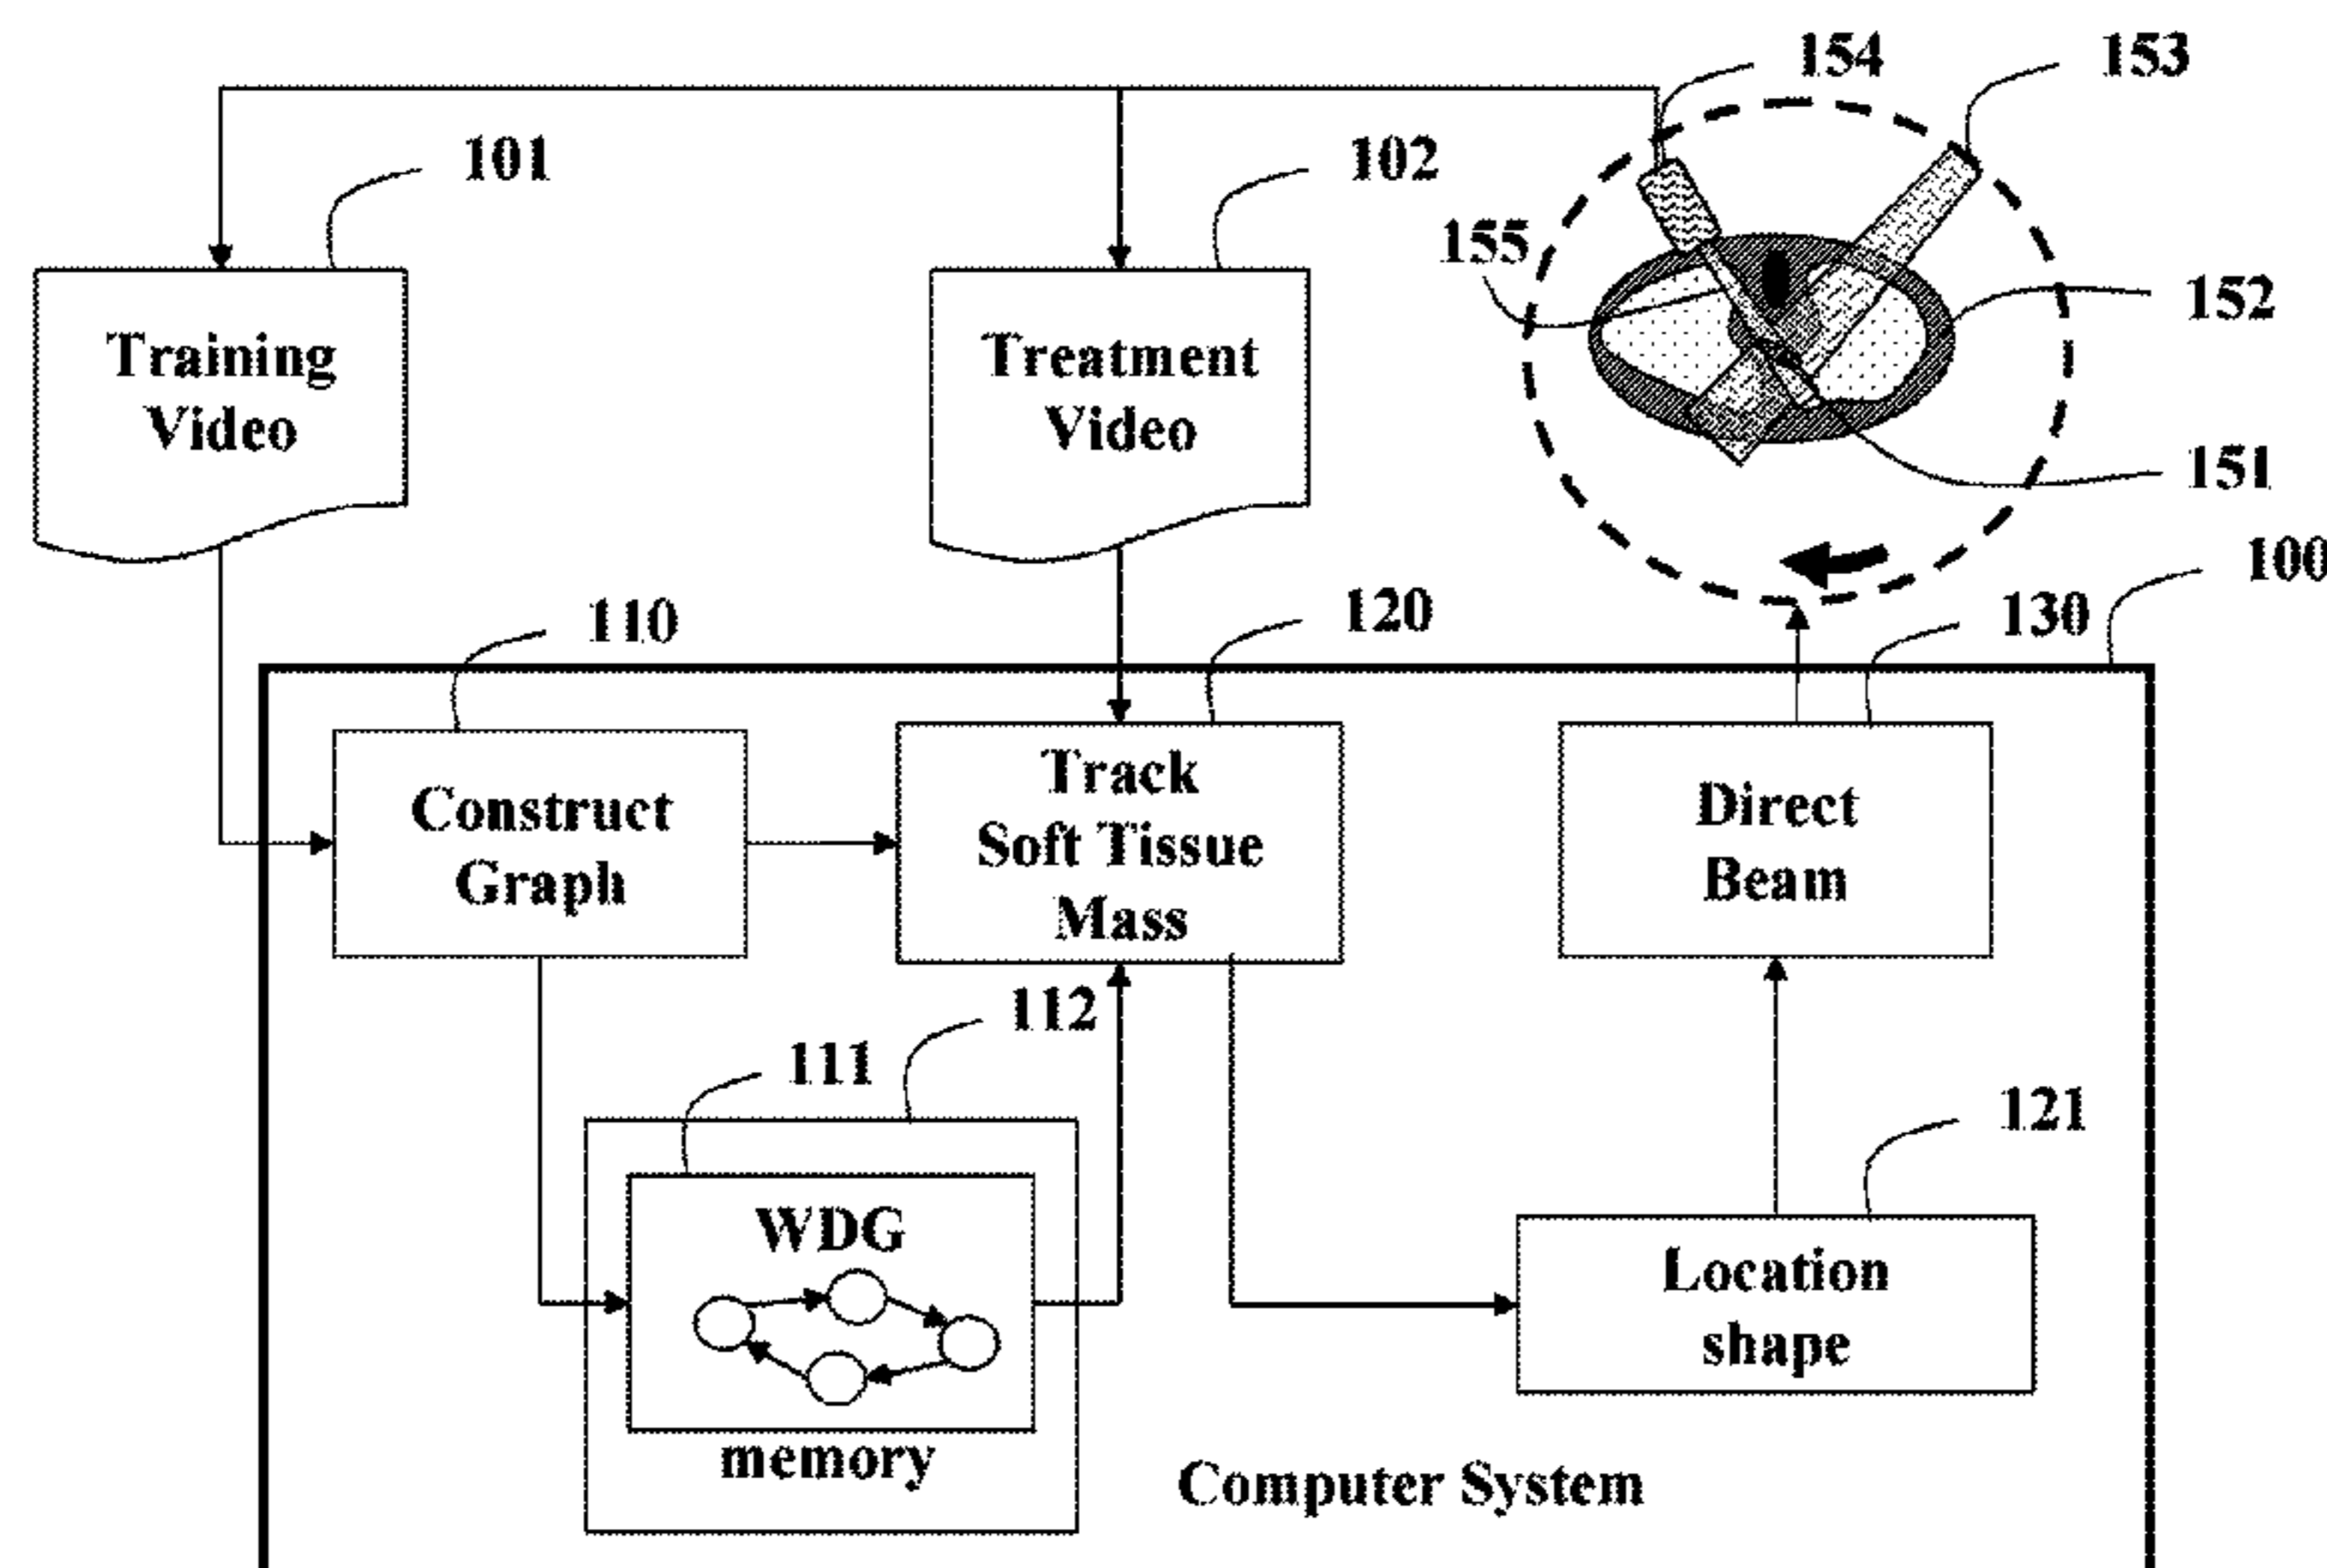 154
153
101
102
155
152
Training
Video
Treatment
Video
151
100
110
120
130
Construct
Graph
Track
Soft Tissue
Mass
Direct
Beam
112
111
121
WDG
Location
shape
memory
Computer System